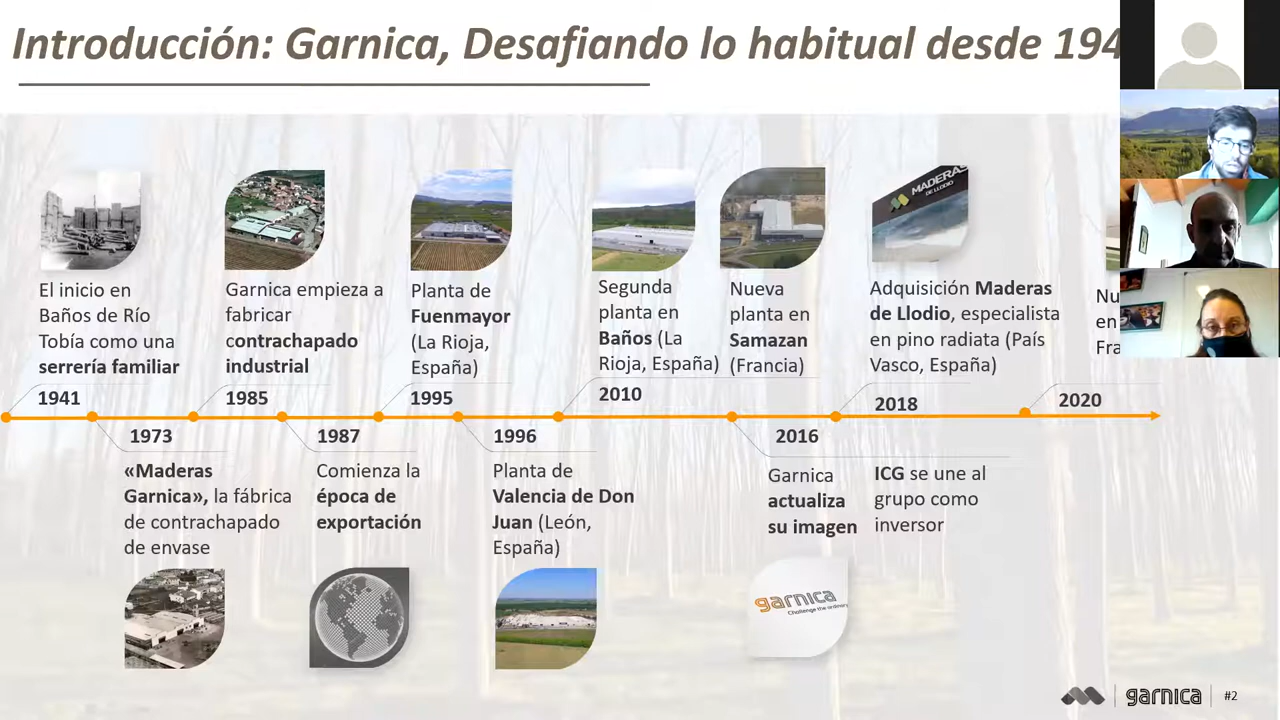 Introducción: Garnica, Desafiando lo habitual desde 194
MADERAS
DE LLODIO
El inicio en
Baños de Río
Tobía como una
serrería familiar
1941
Garnica empieza a
fabricar
contrachapado
industrial
1985
Planta de
Fuenmayor
(La Rioja,
España)
1995
Segunda
planta en
Baños (La
Rioja, España)
2010
Nueva
planta en
Samazan
(Francia)
Adquisición Maderas
de Llodio, especialista
en pino radiata (País
Vasco, España)
2018
Nu
en
Fra
2020
1973
«Maderas
Garnica», la fábrica
de contrachapado
de envase
1987
Comienza la
época de
exportación
1996
Planta de
Valencia de Don
Juan (León,
España)
2016
Garnica
actualiza
su imagen
ICG se une al
grupo como
inversor
garnica
Challenge the ordinary
garnica
#2